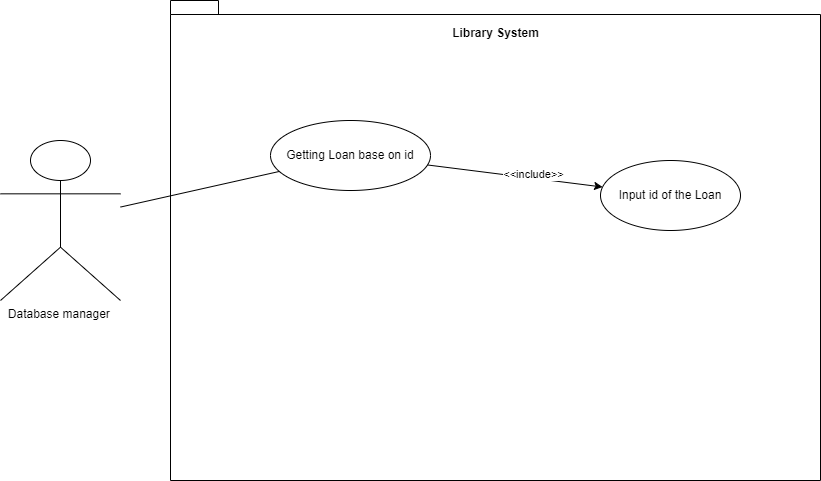 Library System
Getting Loan base on id
<<include>>
Input id of the Loan
Database manager